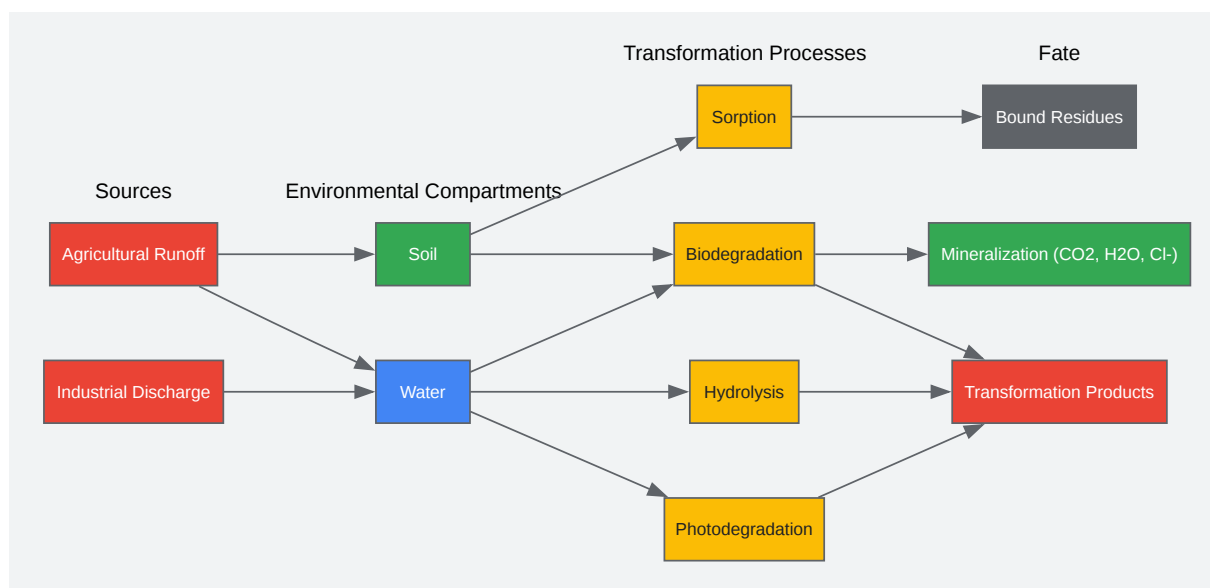 Transformation Processes
Fate
Sorption
Bound Residues
Sources
Environmental Compartments
Agricultural Runoff
Soil
Biodegradation
Mineralization (CO2, H2O, Cl-)
Industrial Discharge
Water
Hydrolysis
Transformation Products
Photodegradation